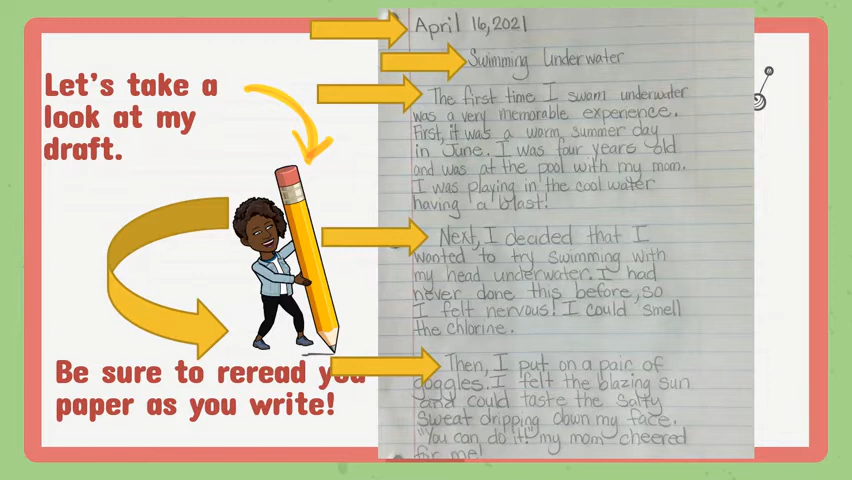 Let's take a
look at my
draft.
Be sure to reread you
paper as you write!
April 16, 2021
Swimming Underwater
The first time I swam underwater
was a very memorable experience.
First, it was a warm summer day
in June. I was four years old
and was at the pool with my mom.
I was playing in the cool water
having a blast!
Next, I decided that I
wanted to try swimming with
my head underwater. I had
never done this before, so
I felt nervous! I could smell
the chlorine.
Then, I put on a pair of
goggles. I felt the blazing sun
and could taste the salty
sweat dripping down my face.
"You can do it!" my mom cheered
for me!